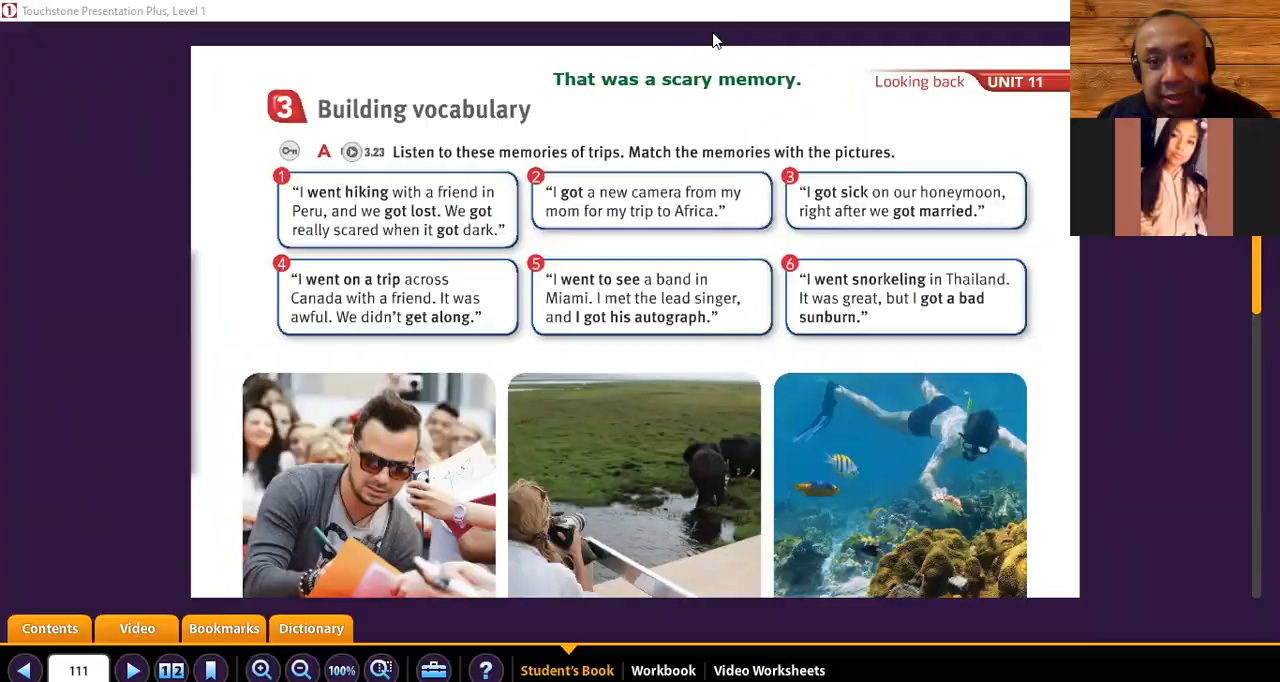 Touchstone Presentation Plus, Level 1
That was a scary memory.
Looking back UNIT 11
3 Building vocabulary
A 3.23 Listen to these memories of trips. Match the memories with the pictures.
1
“I went hiking with a friend in
Peru, and we got lost. We got
really scared when it got dark.”
2
“I got a new camera from my
mom for my trip to Africa.”
3
“I got sick on our honeymoon,
right after we got married.”
4
“I went on a trip across
Canada with a friend. It was
awful. We didn’t get along.”
5
“I went to see a band in
Miami. I met the lead singer,
and I got his autograph.”
6
“I went snorkeling in Thailand.
It was great, but I got a bad
sunburn.”
Contents Video Bookmarks Dictionary
111 1 2 100% ? Student's Book Workbook Video Worksheets